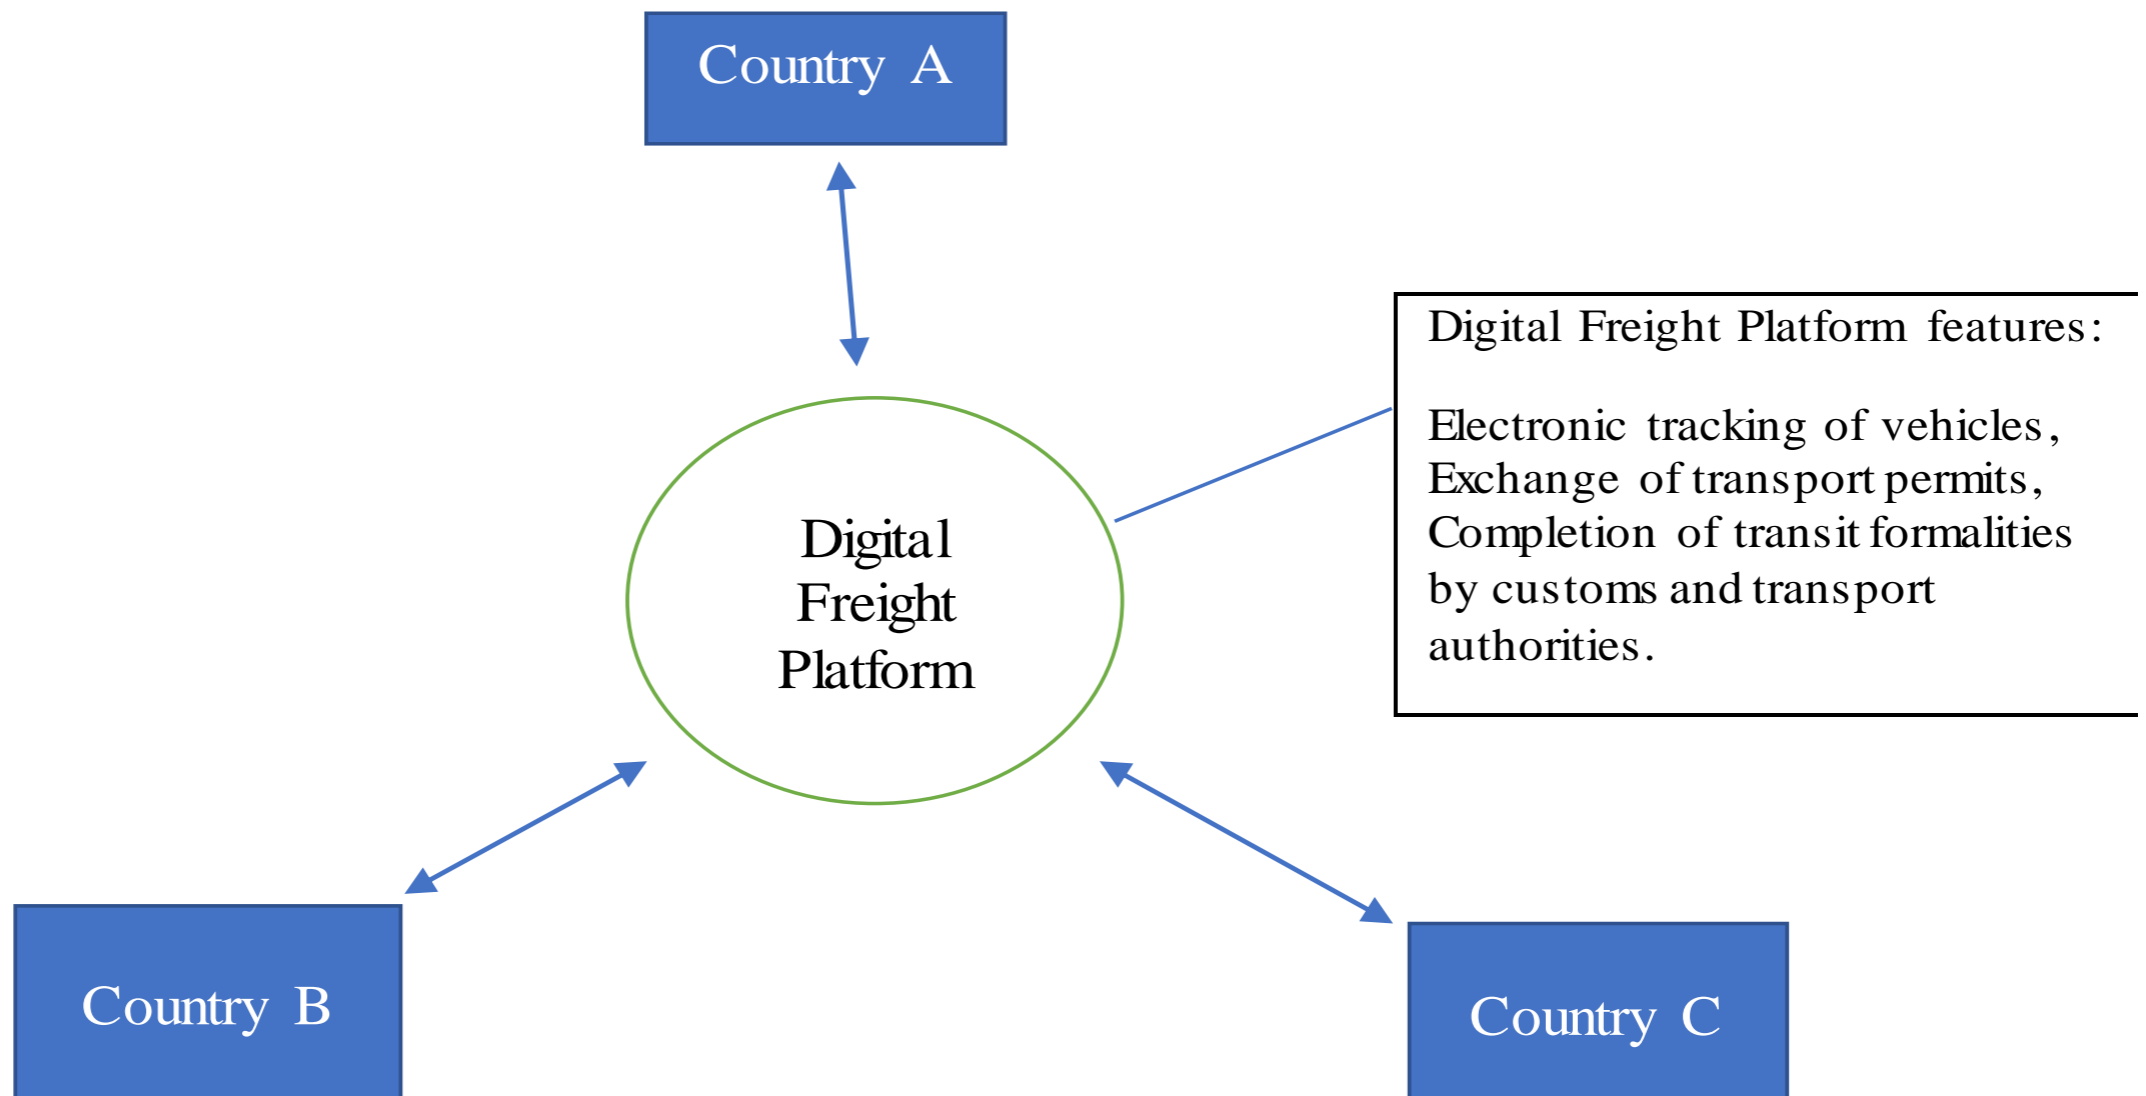 Country A
Digital Freight Platform features:
Electronic tracking of vehicles,
Exchange of transport permits,
Completion of transit formalities
by customs and transport
authorities.
Digital
Freight
Platform
Country B
Country C